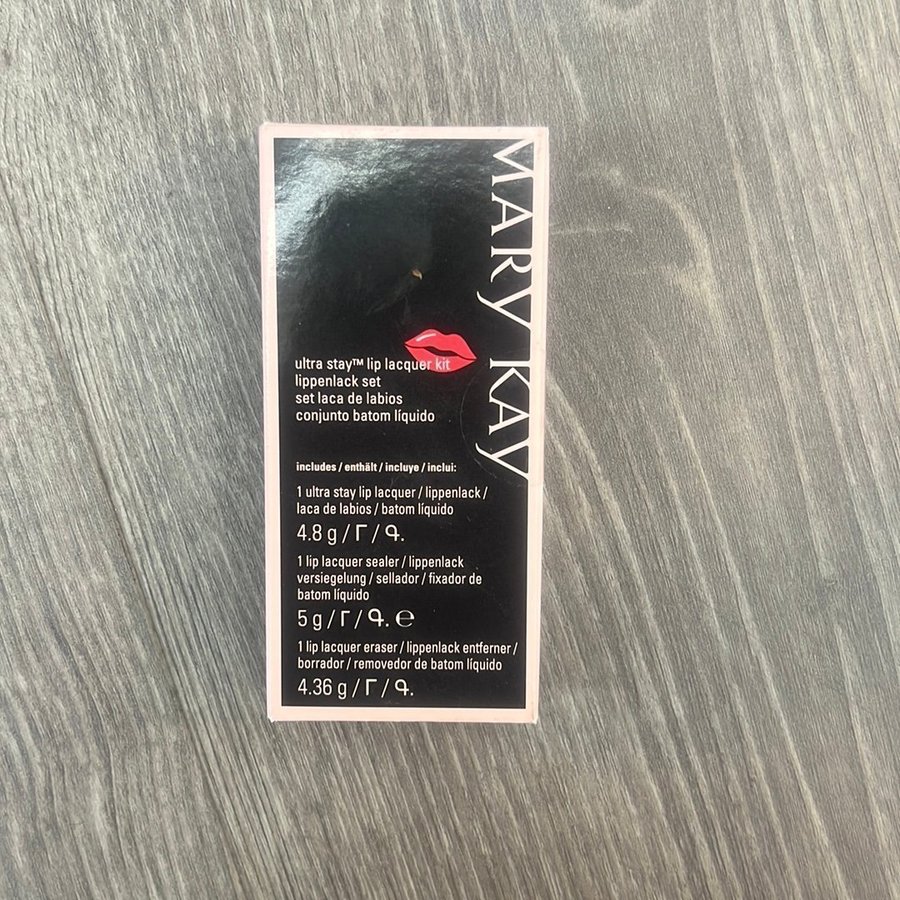 MARY KAY
ultra stay™ lip lacquer kit
lippenlack set
set laca de labios
conjunto batom líquido
includes / enthält / incluye / inclui:
1 ultra stay lip lacquer / lippenlack /
laca de labios / batom líquido
4.8 g / Г / Գ.
1 lip lacquer sealer / lippenlack
versiegelung / sellador / fixador de
batom líquido
5 g / Г / Գ. ℮
1 lip lacquer eraser / lippenlack entferner /
borrador / removedor de batom líquido
4.36 g / Г / Գ.